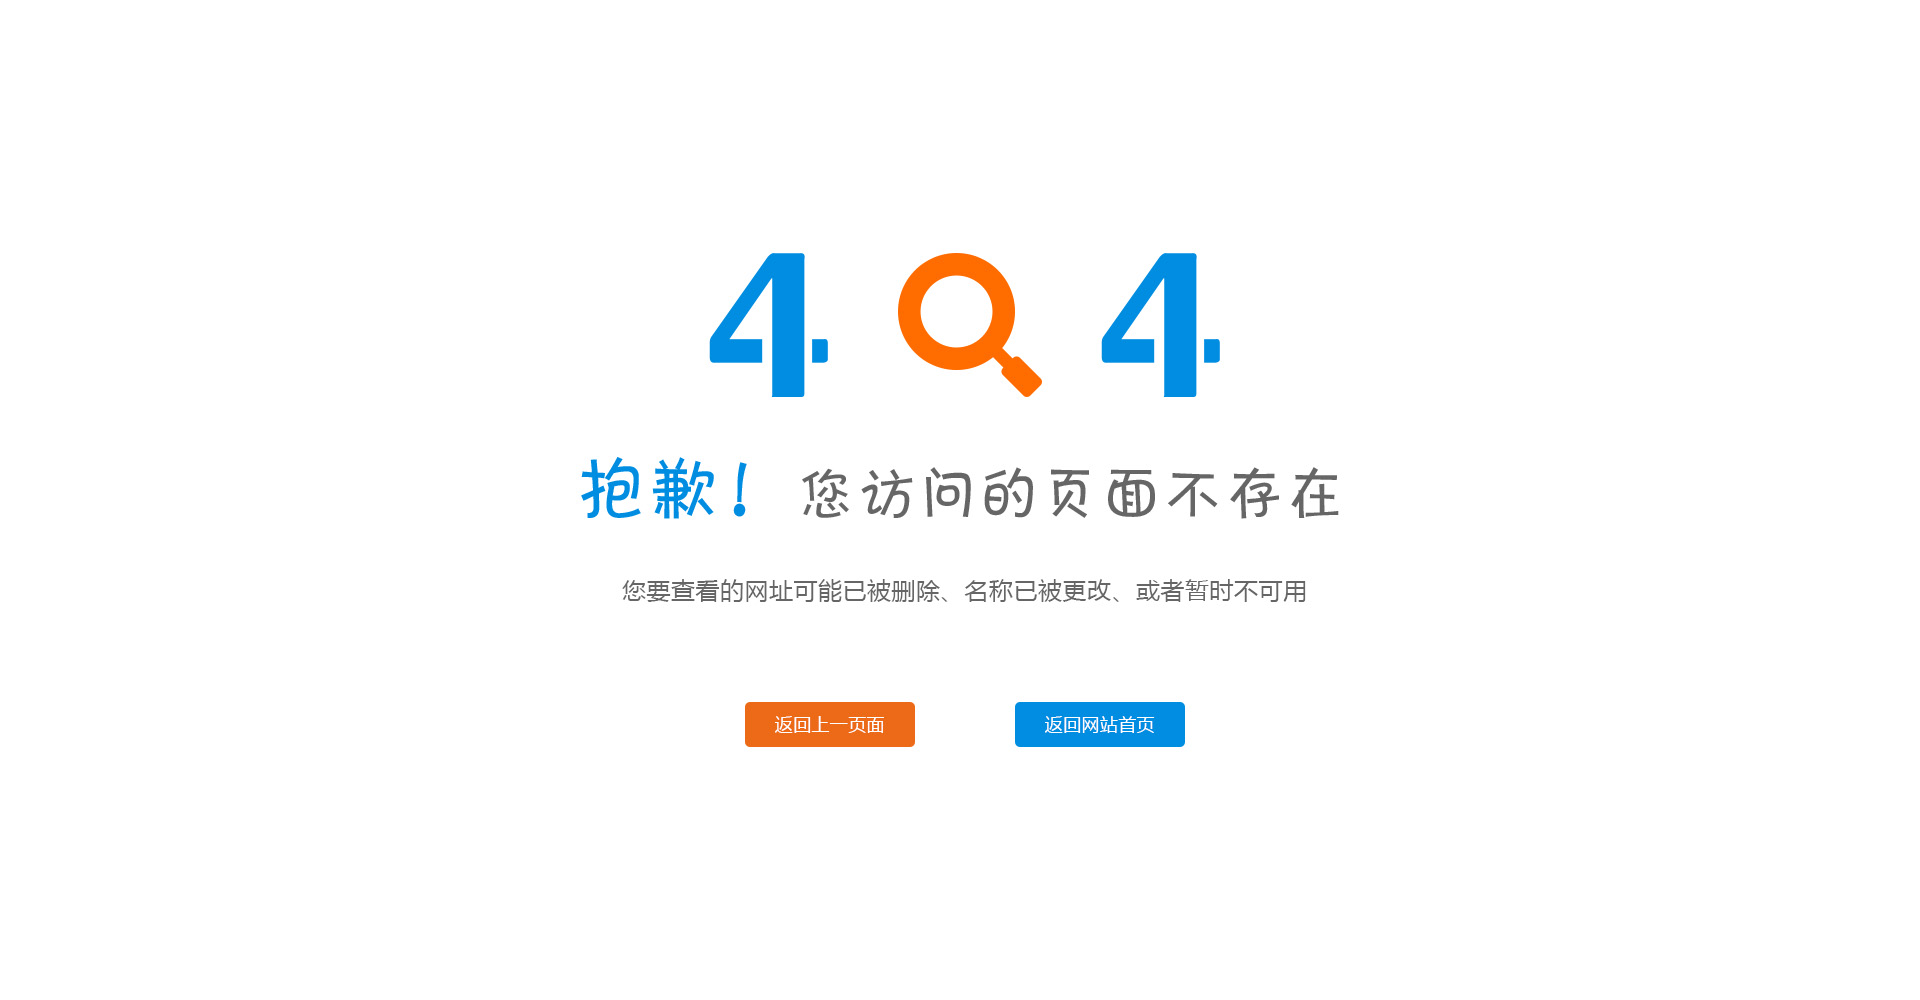 404
抱歉！您访问的页面不存在
您要查看的网址可能已被删除、名称已被更改、或者暂时不可用
返回上一页面
返回网站首页